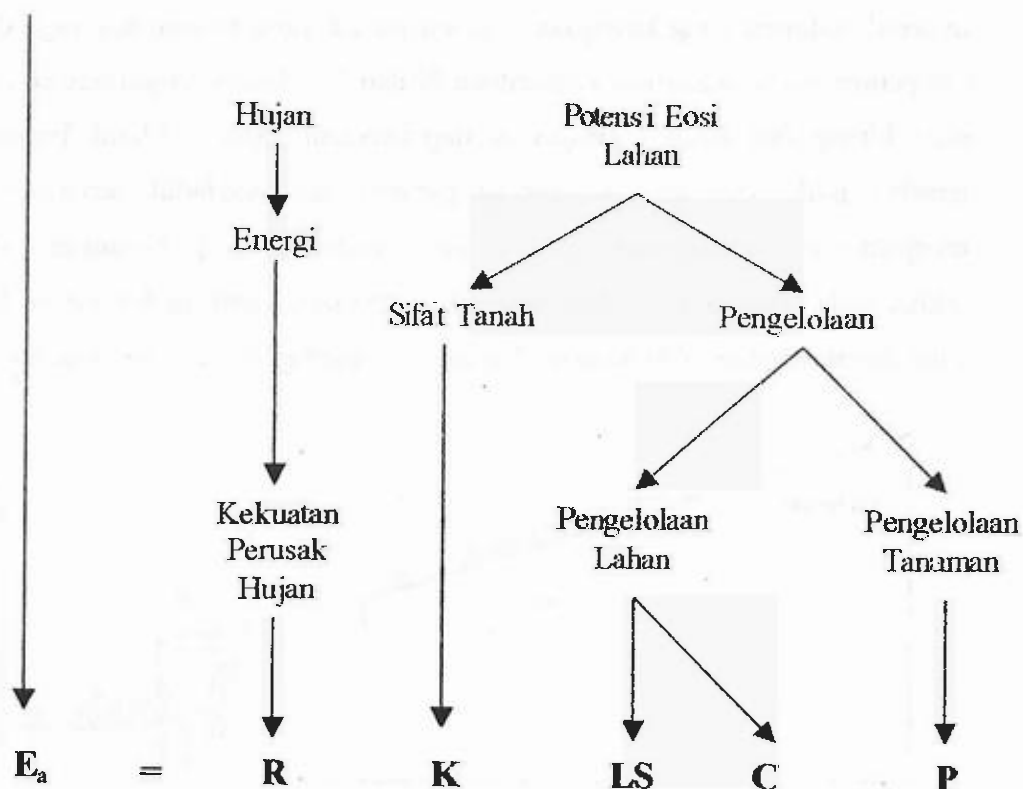 Hujan
Potensi Eosi
Lahan
Energi
Sifat Tanah
Pengelolaan
Kekuatan
Perusak
Hujan
Pengelolaan
Lahan
Pengelolaan
Tanaman
Ea = R K LS C P